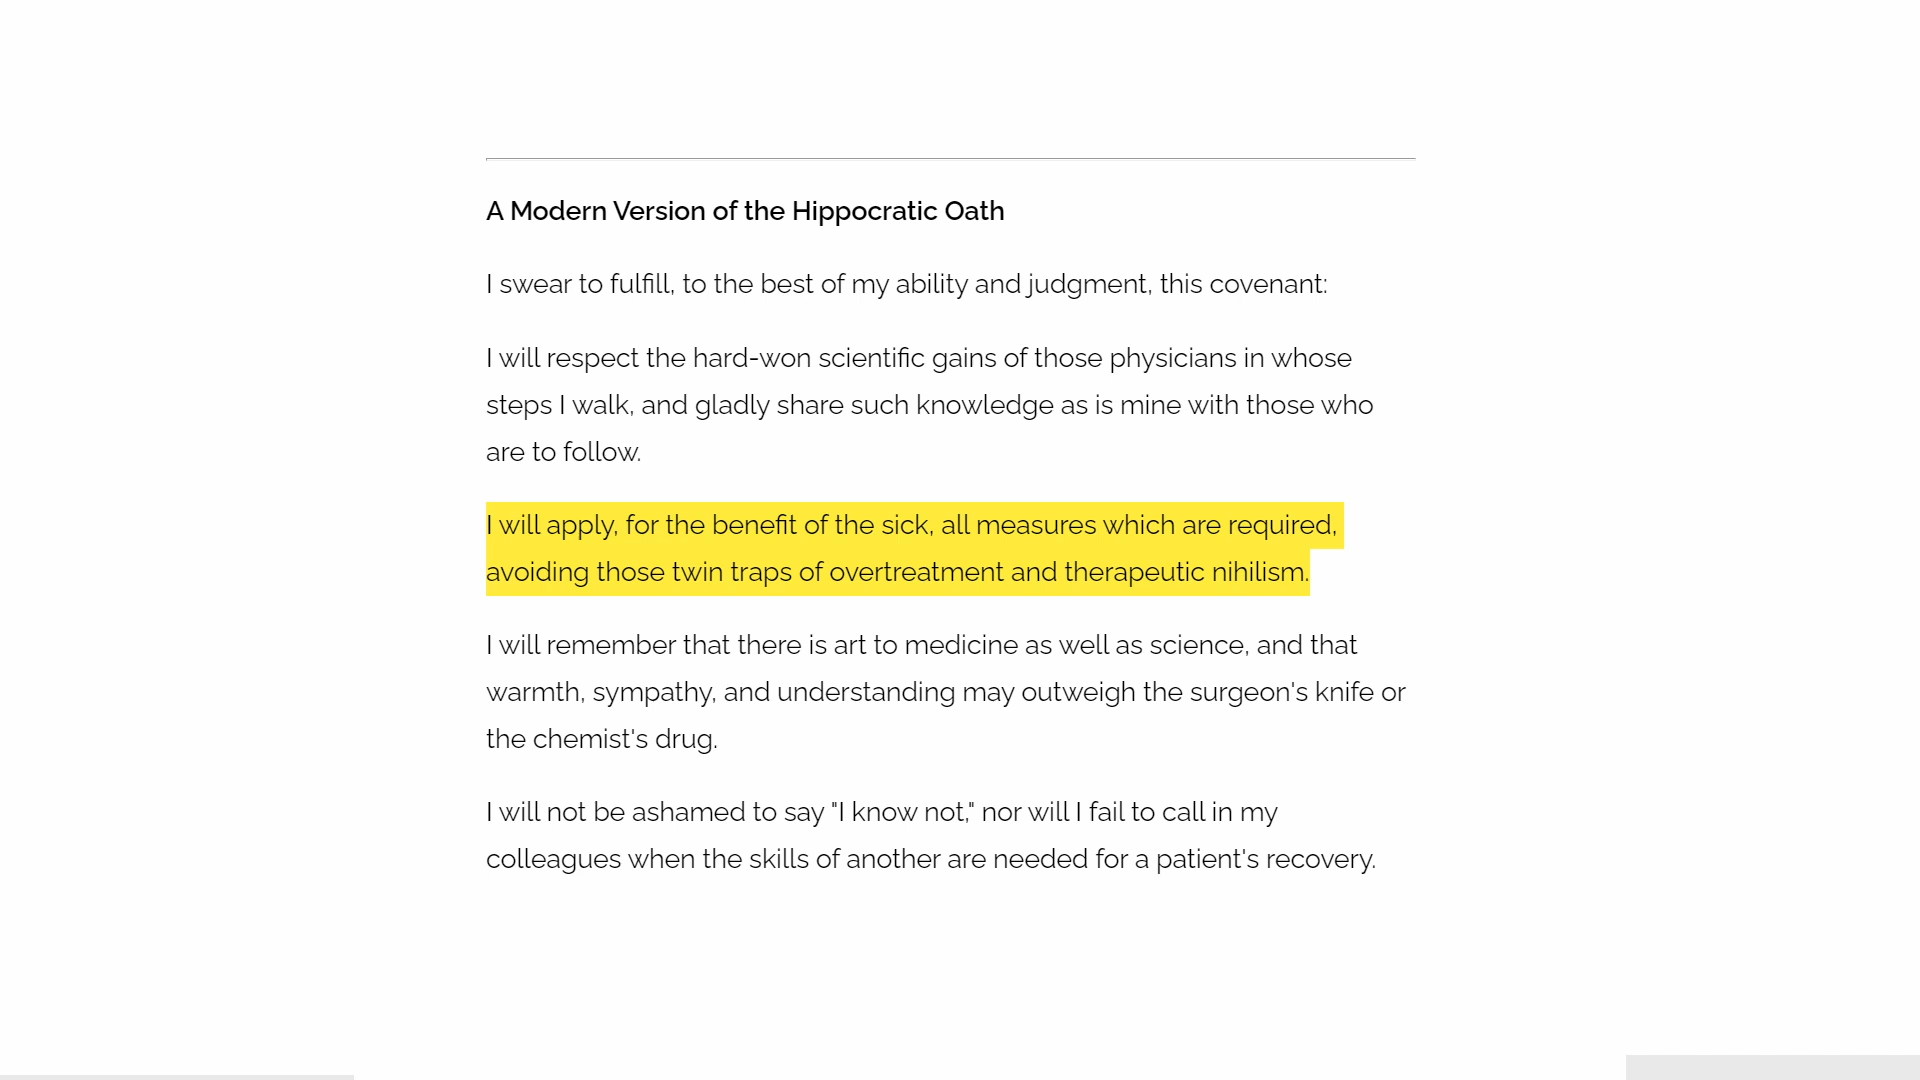 A Modern Version of the Hippocratic Oath
I swear to fulfill, to the best of my ability and judgment, this covenant:
I will respect the hard-won scientific gains of those physicians in whose
steps I walk, and gladly share such knowledge as is mine with those who
are to follow.
I will apply, for the benefit of the sick, all measures which are required,
avoiding those twin traps of overtreatment and therapeutic nihilism.
I will remember that there is art to medicine as well as science, and that
warmth, sympathy, and understanding may outweigh the surgeon's knife or
the chemist's drug.
I will not be ashamed to say "I know not," nor will I fail to call in my
colleagues when the skills of another are needed for a patient's recovery.